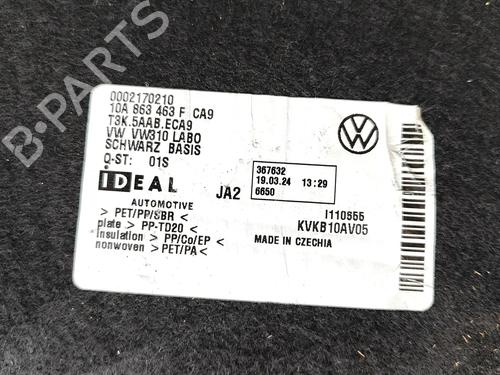 0002170210
10A 863 463 F CA9
T3K.5AAB.ECA9
VW VW310 LABO
SCHWARZ BASIS
Q-ST: 01S
IDEAL
AUTOMOTIVE
JA2
367632
19.03.24 13:29
6650
> PET/PP/SBR <
plate > PP-TD20 <
Insulation > PP/Co/EP <
nonwoven > PET/PA <
I110855
KVKB10AV05
MADE IN CZECHIA
B-PARTS